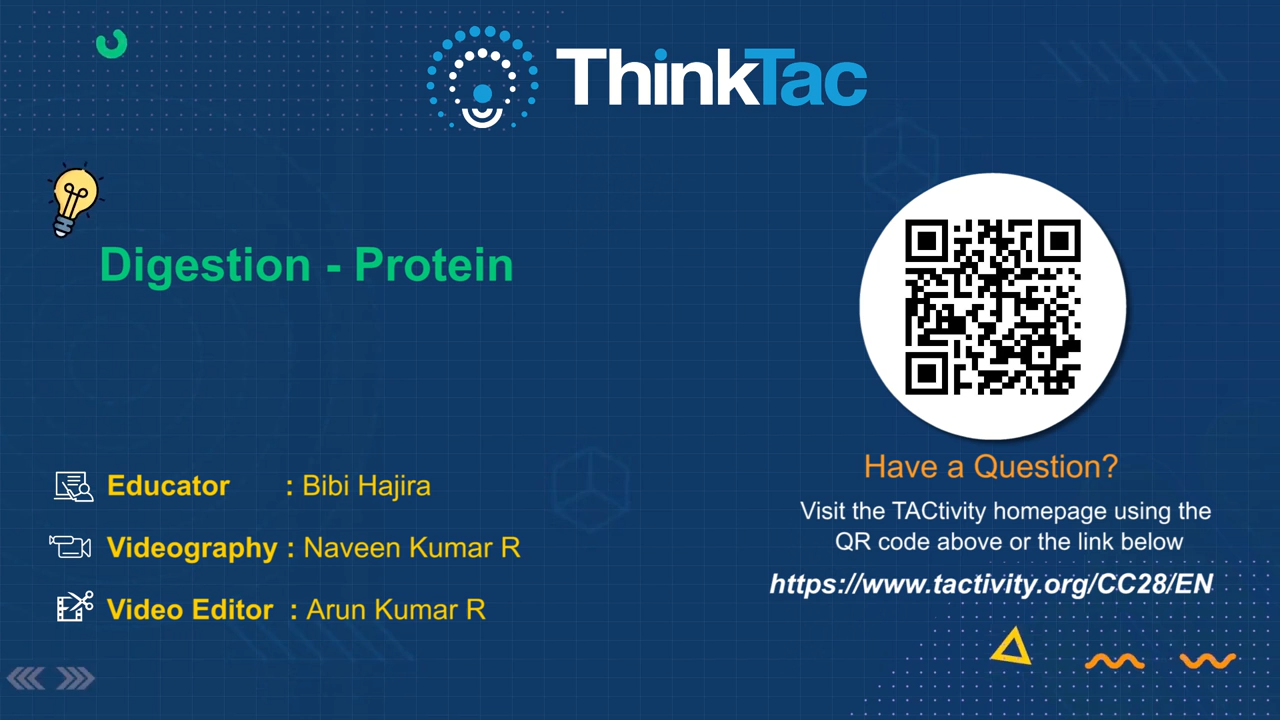 ThinkTac
Digestion - Protein
Educator : Bibi Hajira
Videography : Naveen Kumar R
Video Editor : Arun Kumar R
Have a Question?
Visit the TACtivity homepage using the
QR code above or the link below
https://www.tactivity.org/CC28/EN